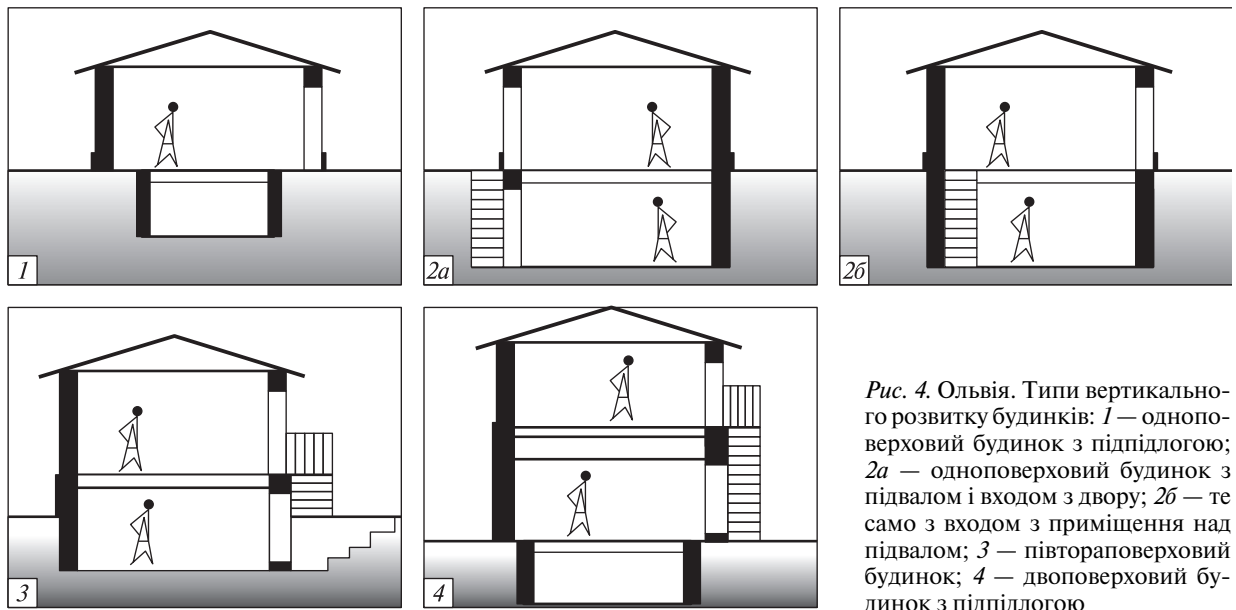 1
2а
2б
3
4
Рис. 4. Ольвія. Типи вертикально-
го розвитку будинків: 1 — однопо-
верховий будинок з підпідлогою;
2а — одноповерховий будинок з
підвалом і входом з двору; 2б — те
само з входом з приміщення над
підвалом; 3 — півтораповерховий
будинок; 4 — двоповерховий бу-
динок з підпідлогою